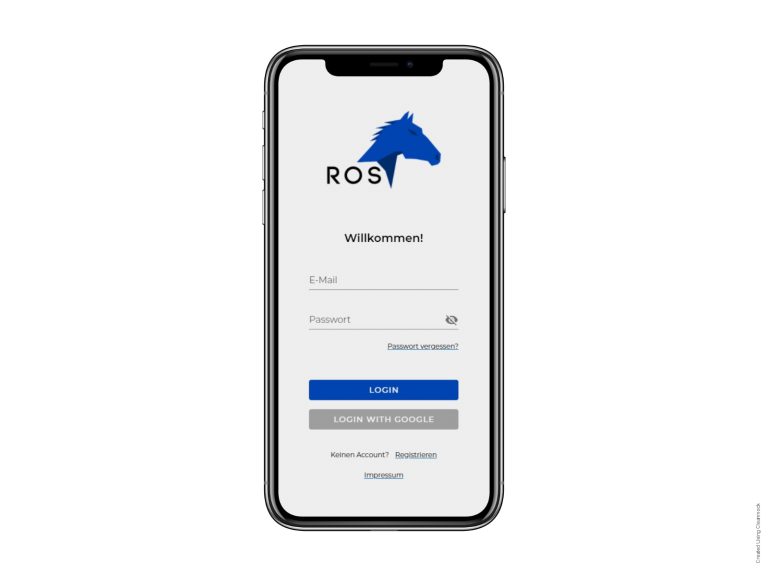 ROS
Willkommen!
E-Mail
Passwort
Passwort vergessen?
LOGIN
LOGIN WITH GOOGLE
Keinen Account? Registrieren
Impressum
Created Using Cleanmock